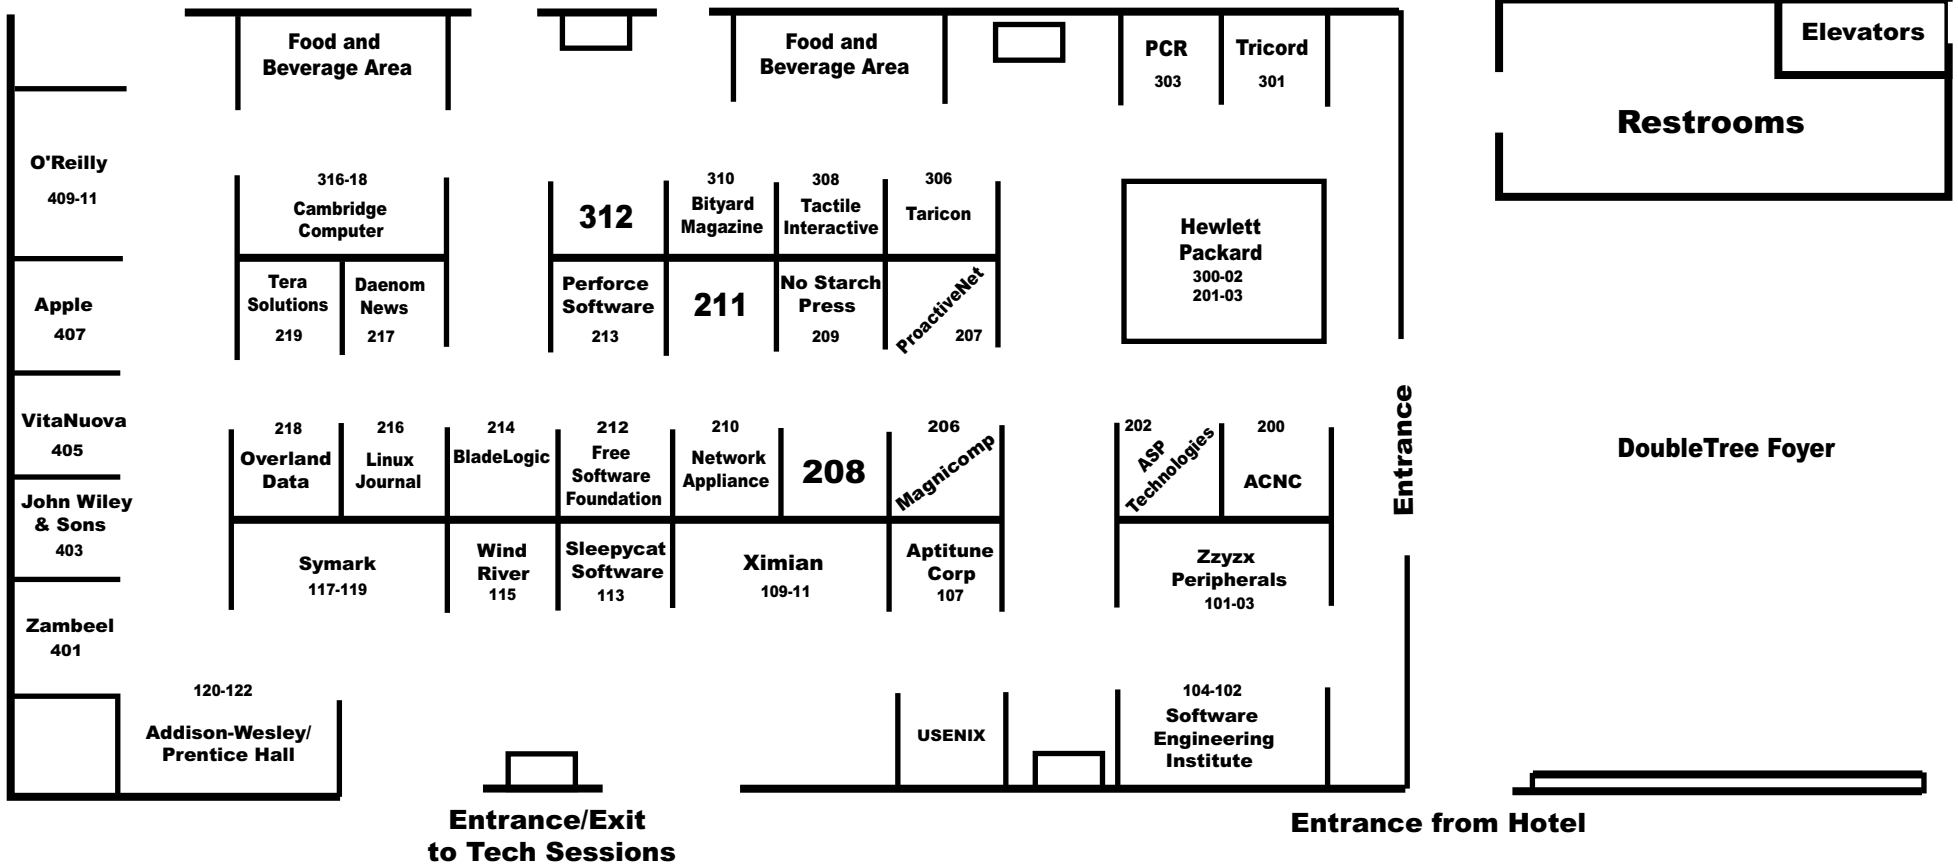 Food and
Beverage Area
Food and
Beverage Area
PCR
303
Tricord
301
Elevators
Restrooms
O'Reilly
409-11
316-18
Cambridge
Computer
312
310
Bityard
Magazine
308
Tactile
Interactive
306
Taricon
Hewlett
Packard
300-02
201-03
Apple
407
Tera
Solutions
219
Daenom
News
217
Perforce
Software
213
211
No Starch
Press
209
ProactiveNet
207
Entrance
DoubleTree Foyer
VitaNuova
405
218
Overland
Data
216
Linux
Journal
214
BladeLogic
212
Free
Software
Foundation
210
Network
Appliance
208
206
Magnicomp
202
ASP
Technologies
200
ACNC
John Wiley
& Sons
403
Symark
117-119
Wind
River
115
Sleepycat
Software
113
Ximian
109-11
Aptitune
Corp
107
Zzyzx
Peripherals
101-03
Zambeel
401
120-122
Addison-Wesley/
Prentice Hall
USENIX
104-102
Software
Engineering
Institute
Entrance/Exit
to Tech Sessions
Entrance from Hotel